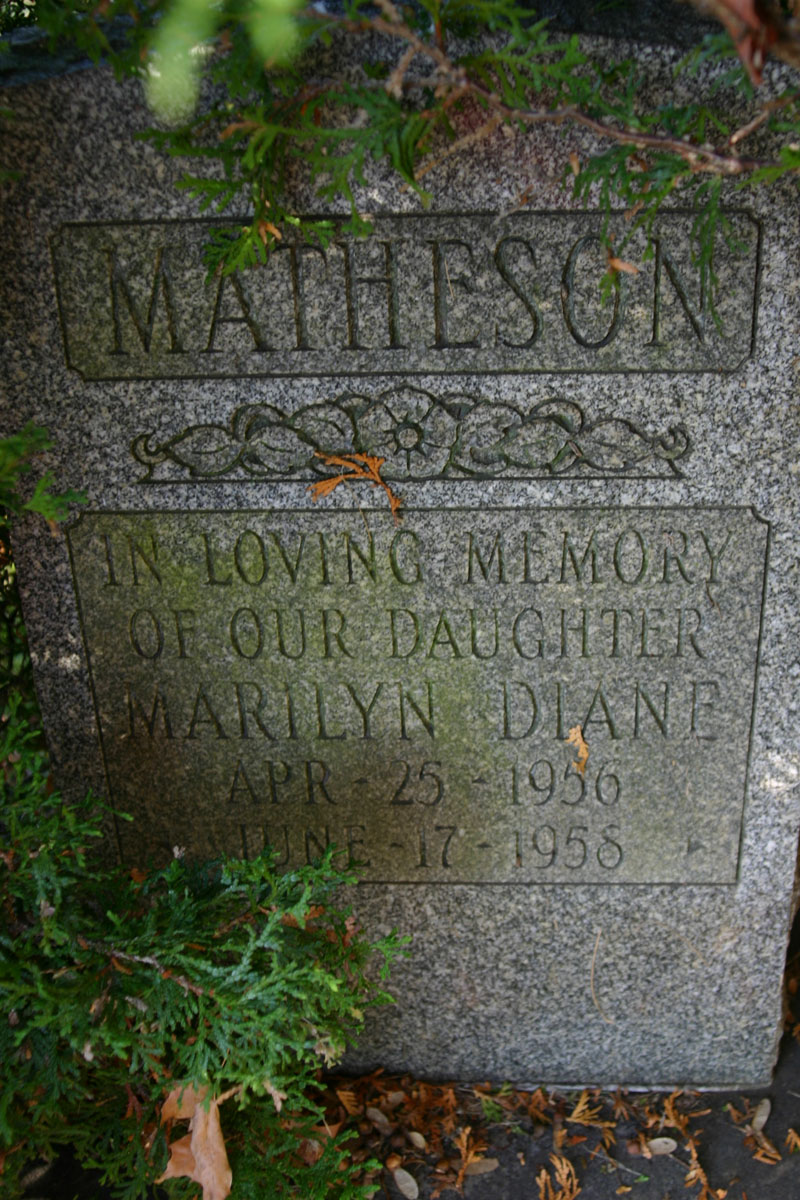 MATHESON
IN LOVING MEMORY
OF OUR DAUGHTER
MARILYN DIANE
APR - 25 - 1956
JUNE - 17 - 1958